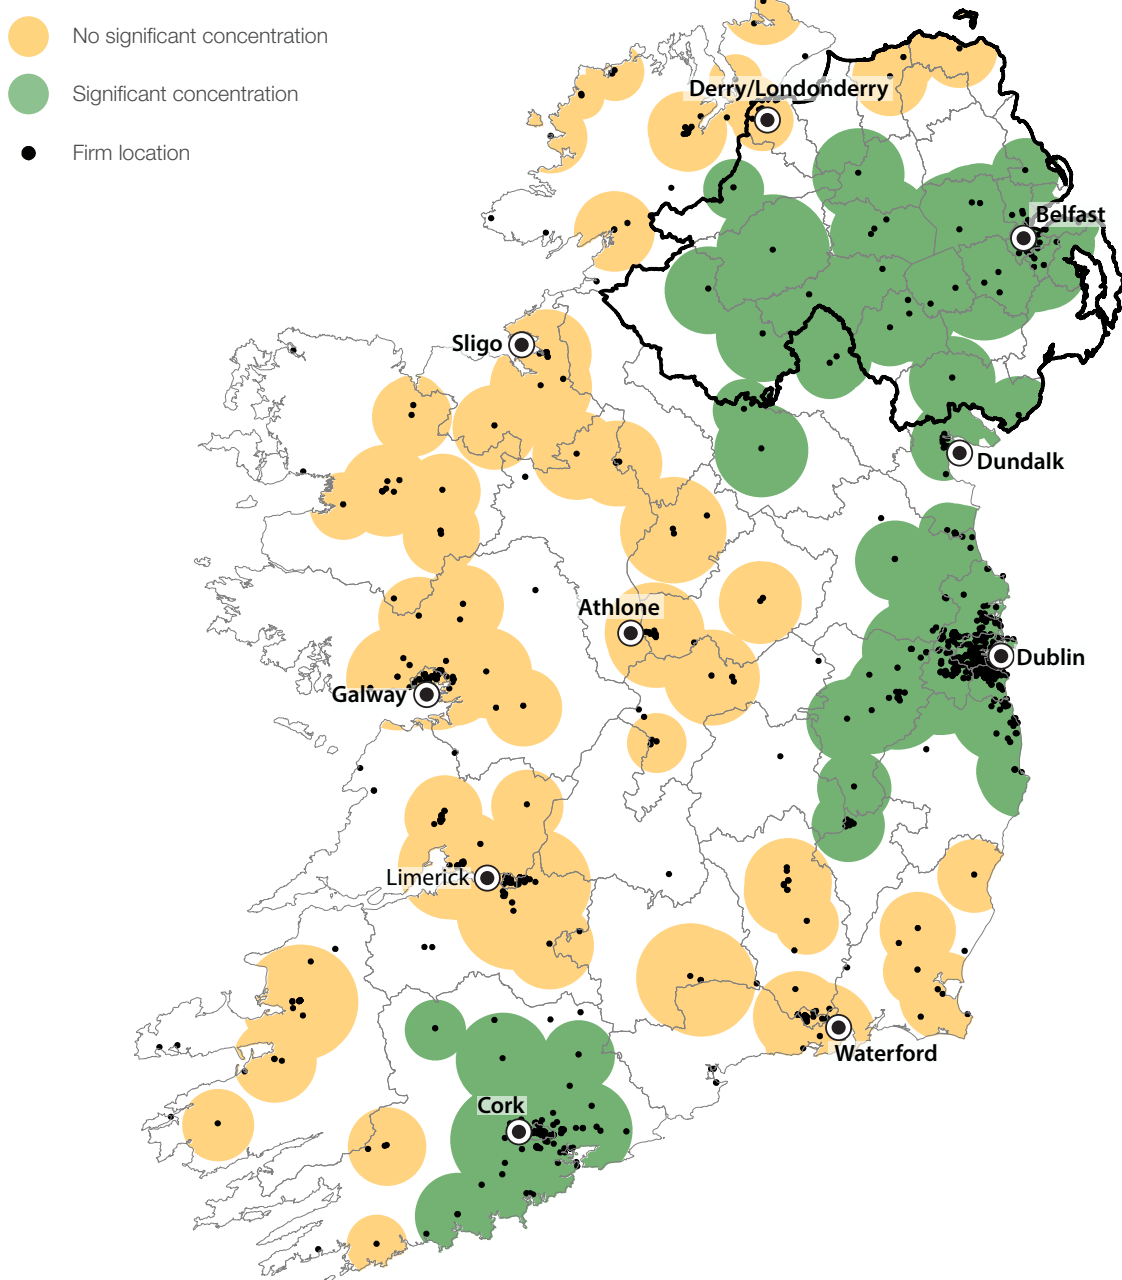 No significant concentration
Significant concentration
Firm location
Derry/Londonderry
Belfast
Sligo
Dundalk
Athlone
Dublin
Galway
Limerick
Waterford
Cork